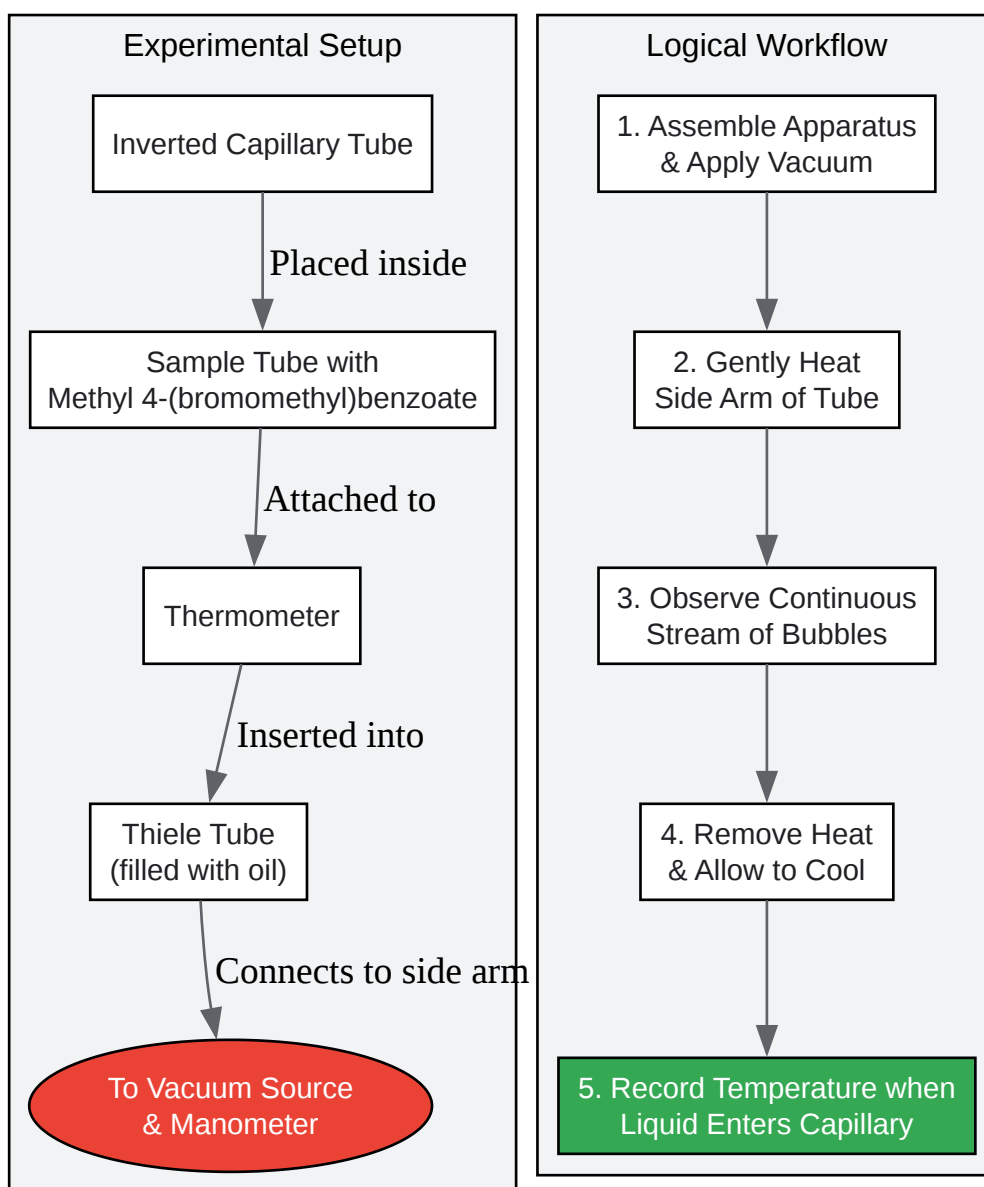 Experimental Setup
Inverted Capillary Tube
Placed inside
Sample Tube with
Methyl 4-(bromomethyl)benzoate
Attached to
Thermometer
Inserted into
Thiele Tube
(filled with oil)
Connects to side arm
To Vacuum Source
& Manometer
Logical Workflow
1. Assemble Apparatus
& Apply Vacuum
2. Gently Heat
Side Arm of Tube
3. Observe Continuous
Stream of Bubbles
4. Remove Heat
& Allow to Cool
5. Record Temperature when
Liquid Enters Capillary